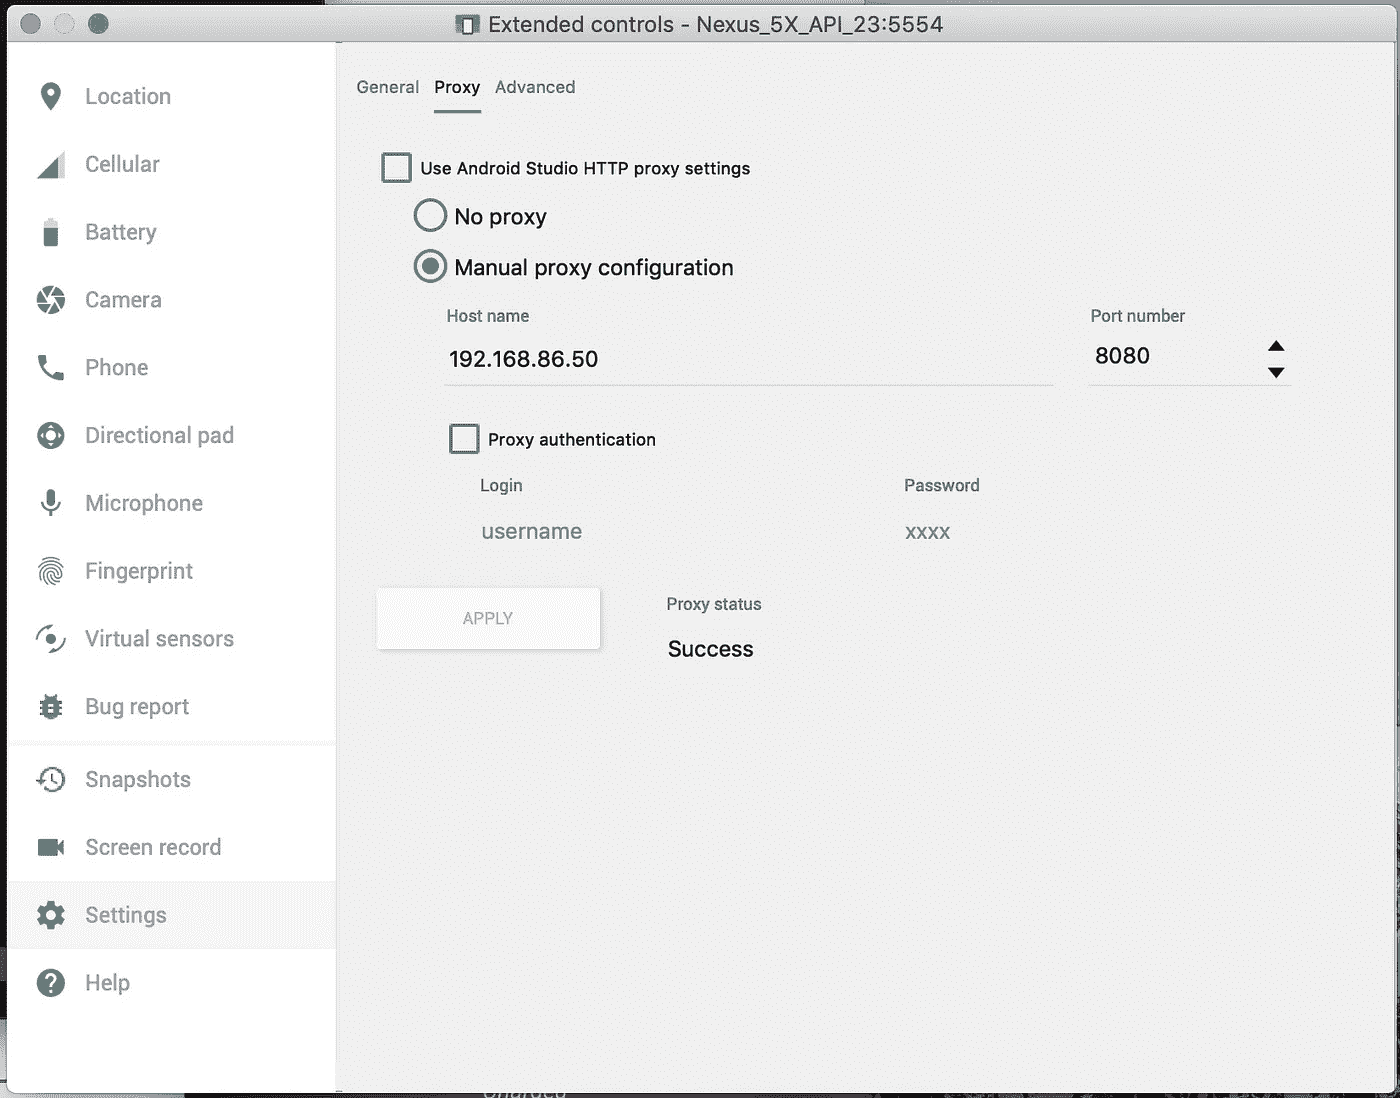 Extended controls - Nexus_5X_API_23:5554
Location
Cellular
Battery
Camera
Phone
Directional pad
Microphone
Fingerprint
Virtual sensors
Bug report
Snapshots
Screen record
Settings
Help
General Proxy Advanced
Use Android Studio HTTP proxy settings
No proxy
Manual proxy configuration
Host name Port number
192.168.86.50 8080
Proxy authentication
Login Password
username xxxx
APPLY
Proxy status
Success